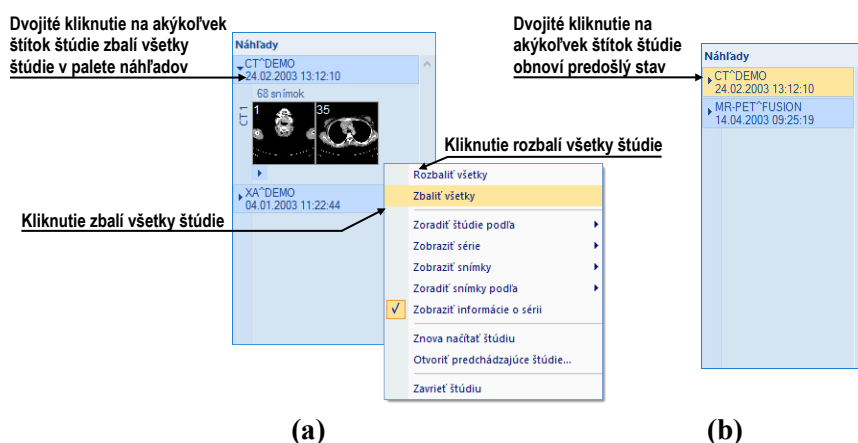 Dvojité kliknutie na akýkoľvek
štítok štúdie zbalí všetky
štúdie v palete náhľadov
Náhľady
CT^DEMO
24.02.2003 13:12:10
68 snímok
CT 1
1
35
XA^DEMO
04.01.2003 11:22:44
Kliknutie rozbalí všetky štúdie
Kliknutie zbalí všetky štúdie
Rozbaliť všetky
Zbaliť všetky
Zoradiť štúdie podľa
Zobraziť série
Zobraziť snímky
Zoradiť snímky podľa
Zobraziť informácie o sérii
Znova načítať štúdiu
Otvoriť predchádzajúce štúdie...
Zavrieť štúdiu
(a)
Dvojité kliknutie na
akýkoľvek štítok štúdie
obnoví predošlý stav
Náhľady
CT^DEMO
24.02.2003 13:12:10
MR-PET^FUSION
14.04.2003 09:25:19
(b)